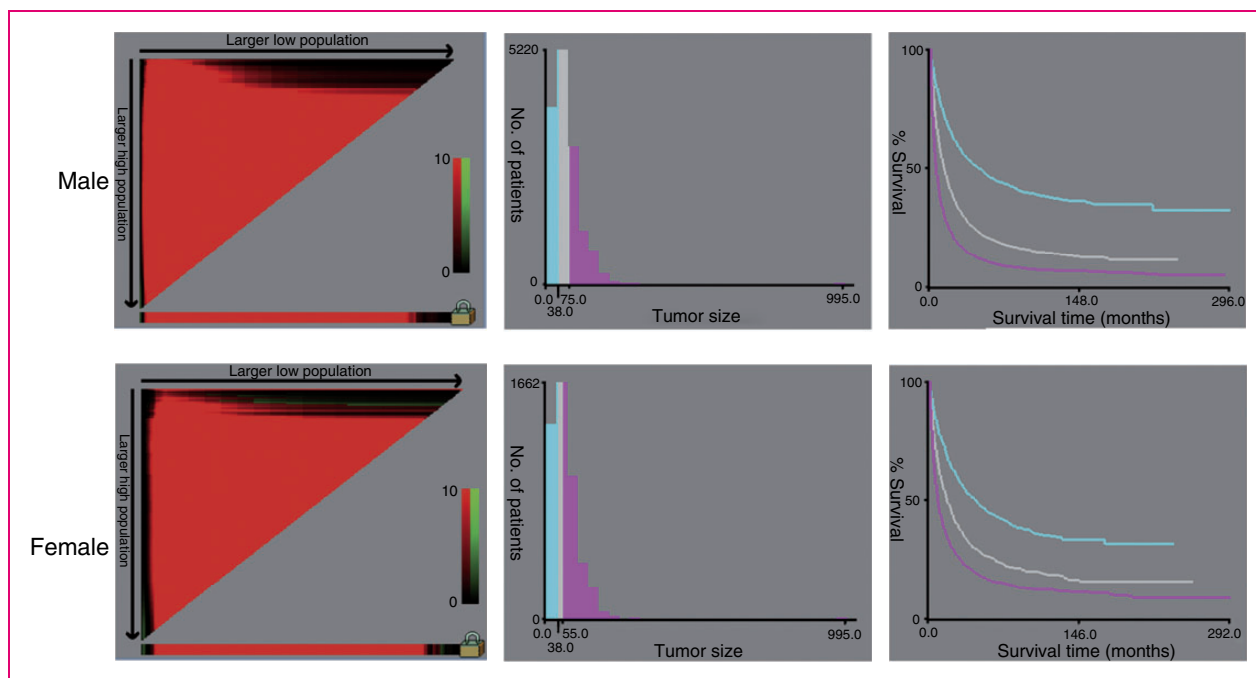 Male
Larger low population
Larger high population
10
0
5220
No. of patients
0
0.0 75.0
38.0
995.0
Tumor size
100
% Survival
50
0
0.0
148.0
296.0
Survival time (months)
Female
Larger low population
Larger high population
10
0
1662
No. of patients
0
0.0 55.0
38.0
995.0
Tumor size
100
% Survival
50
0
0.0
146.0
292.0
Survival time (months)